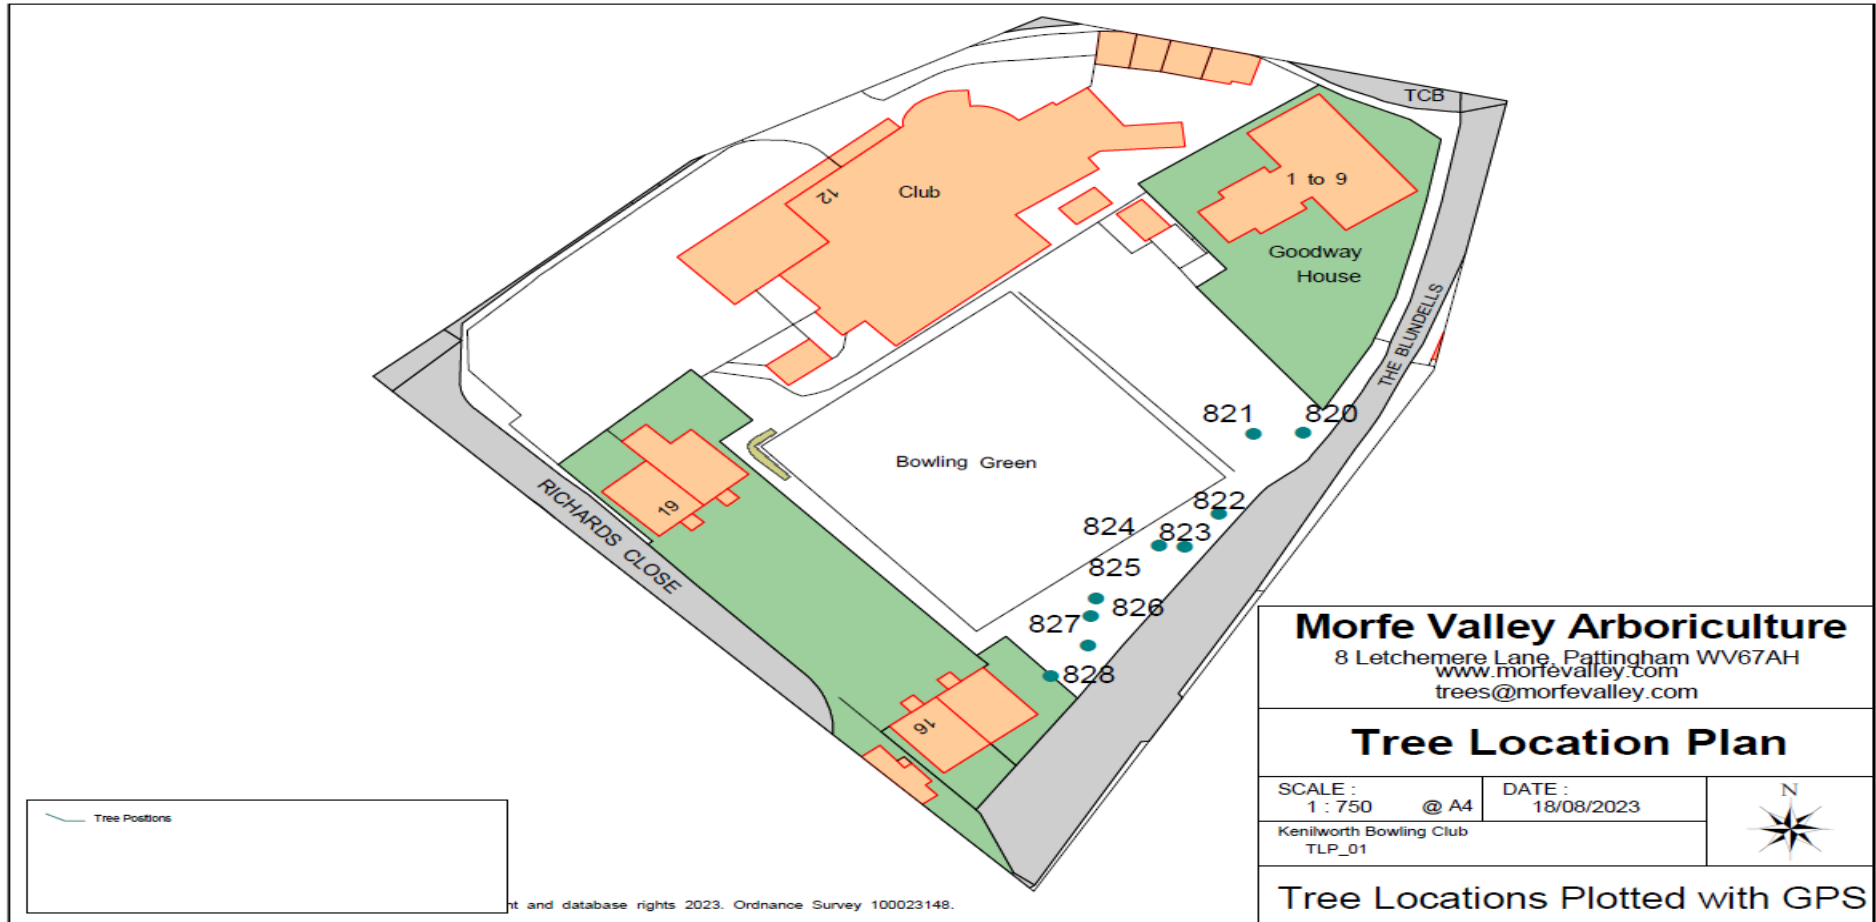 TCB
Club
12
1 to 9
Goodway
House
THE BLUNDELLS
821
820
Bowling Green
822
824
823
825
826
827
828
19
RICHARDS CLOSE
16
Morfe Valley Arboriculture
8 Letchemere Lane, Pattingham WV67AH
www.morfevalley.com
trees@morfevalley.com
Tree Location Plan
SCALE :
1 : 750 @ A4
DATE :
18/08/2023
Kenilworth Bowling Club
TLP_01
N
Tree Locations Plotted with GPS
Tree Postions
nt and database rights 2023. Ordnance Survey 100023148.